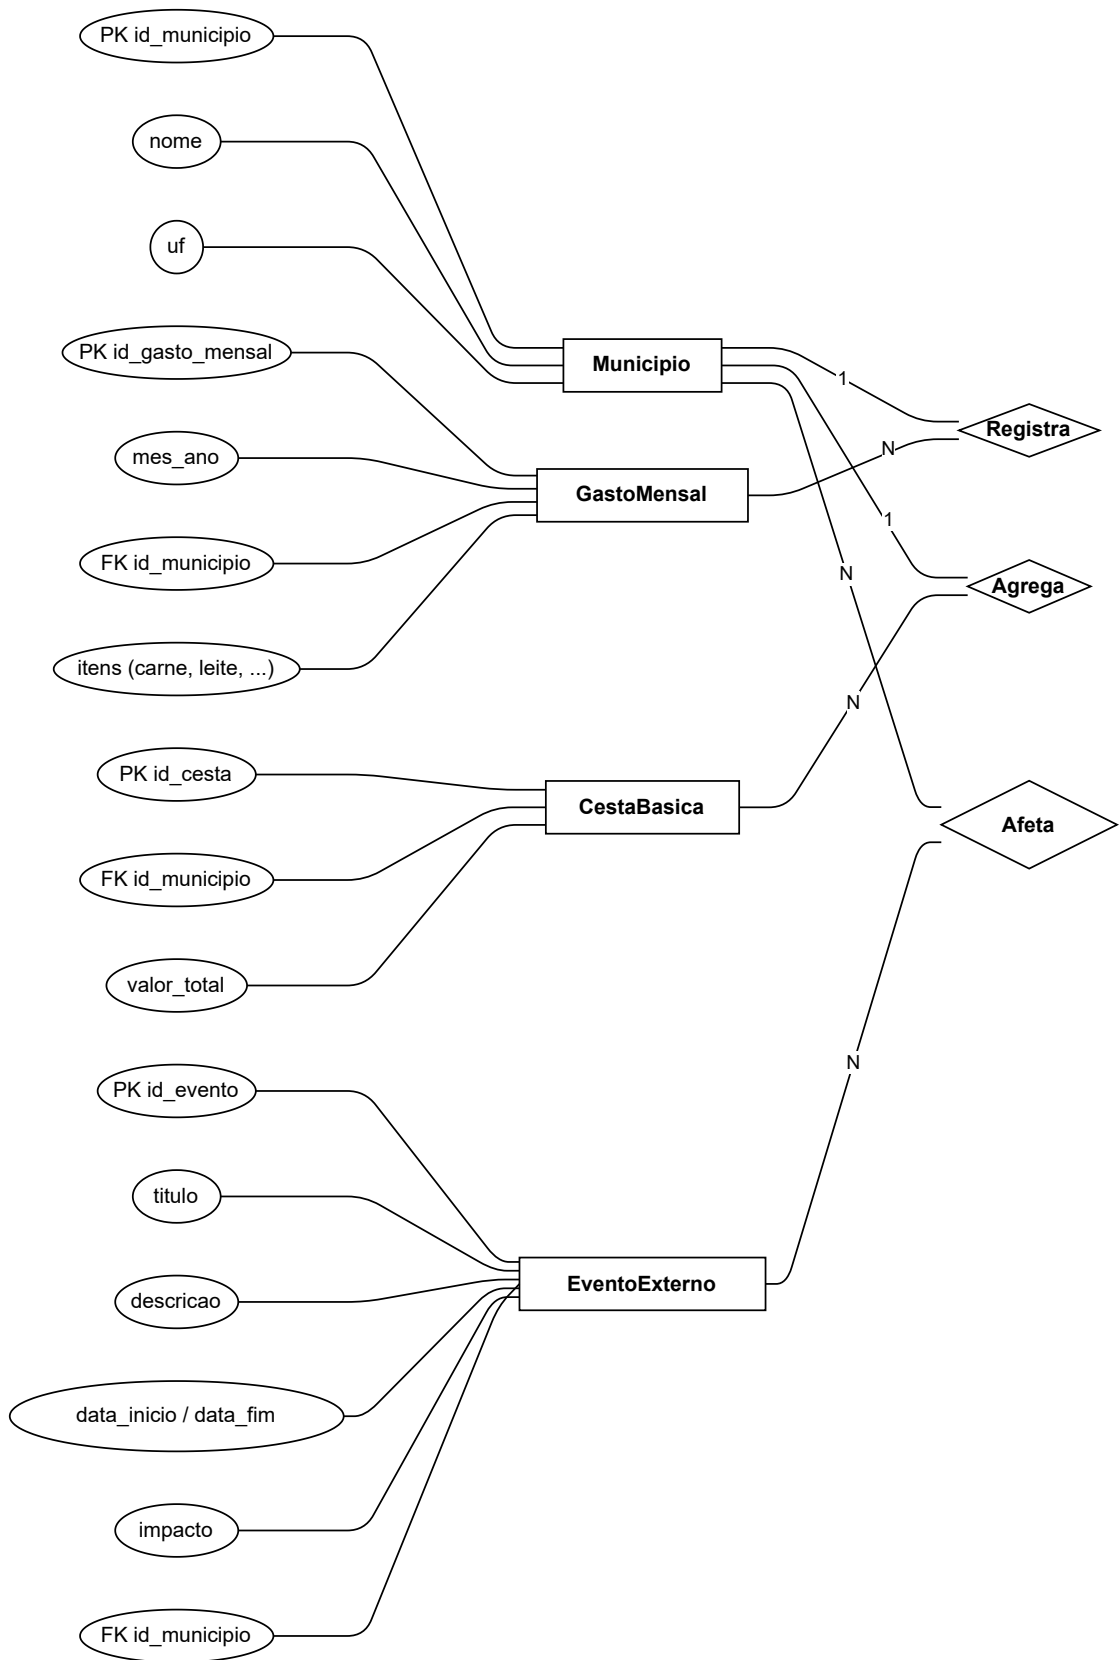 PK id_municipio
nome
uf
PK id_gasto_mensal
mes_ano
FK id_municipio
itens (carne, leite, ...)
PK id_cesta
FK id_municipio
valor_total
PK id_evento
titulo
descricao
data_inicio / data_fim
impacto
FK id_municipio
Municipio
GastoMensal
CestaBasica
EventoExterno
1
N
1
N
N
N
Registra
Agrega
Afeta